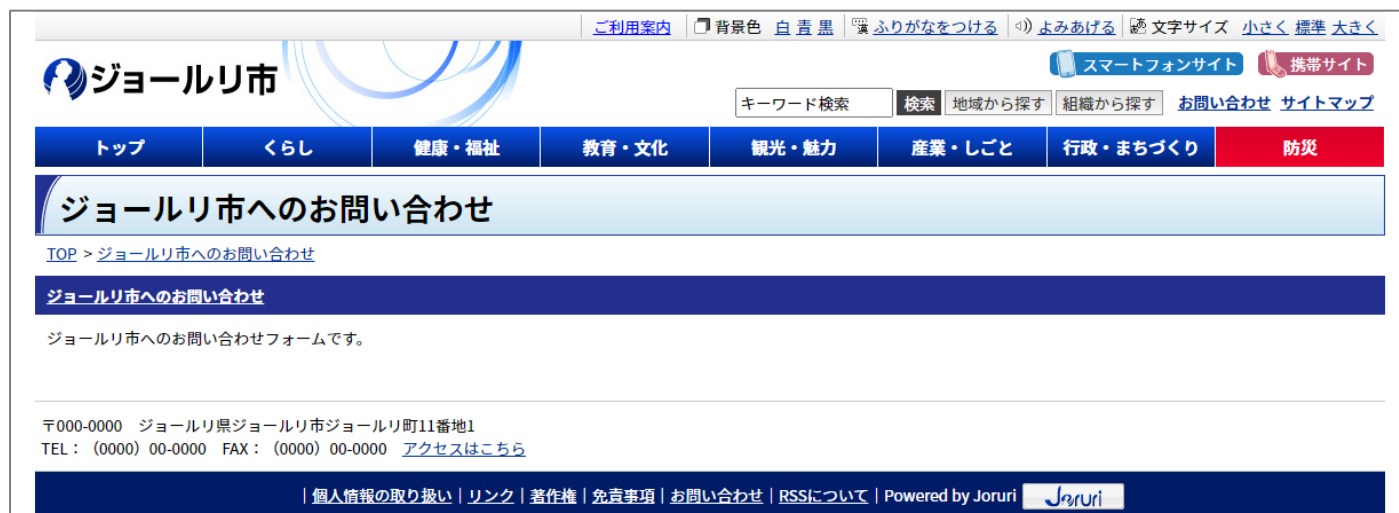 ご利用案内 背景色 白 青 黒 ふりがなをつける よみあげる 文字サイズ 小さく 標準 大きく
ジョールリ市
スマートフォンサイト 携帯サイト
キーワード検索 検索 地域から探す 組織から探す お問い合わせ サイトマップ
トップ くらし 健康・福祉 教育・文化 観光・魅力 産業・しごと 行政・まちづくり 防災
ジョールリ市へのお問い合わせ
TOP > ジョールリ市へのお問い合わせ
ジョールリ市へのお問い合わせ
ジョールリ市へのお問い合わせフォームです。
〒000-0000 ジョールリ県ジョールリ市ジョールリ町11番地1
TEL：（0000）00-0000 FAX：（0000）00-0000 アクセスはこちら
| 個人情報の取り扱い | リンク | 著作権 | 免責事項 | お問い合わせ | RSSについて | Powered by Joruri Joruri